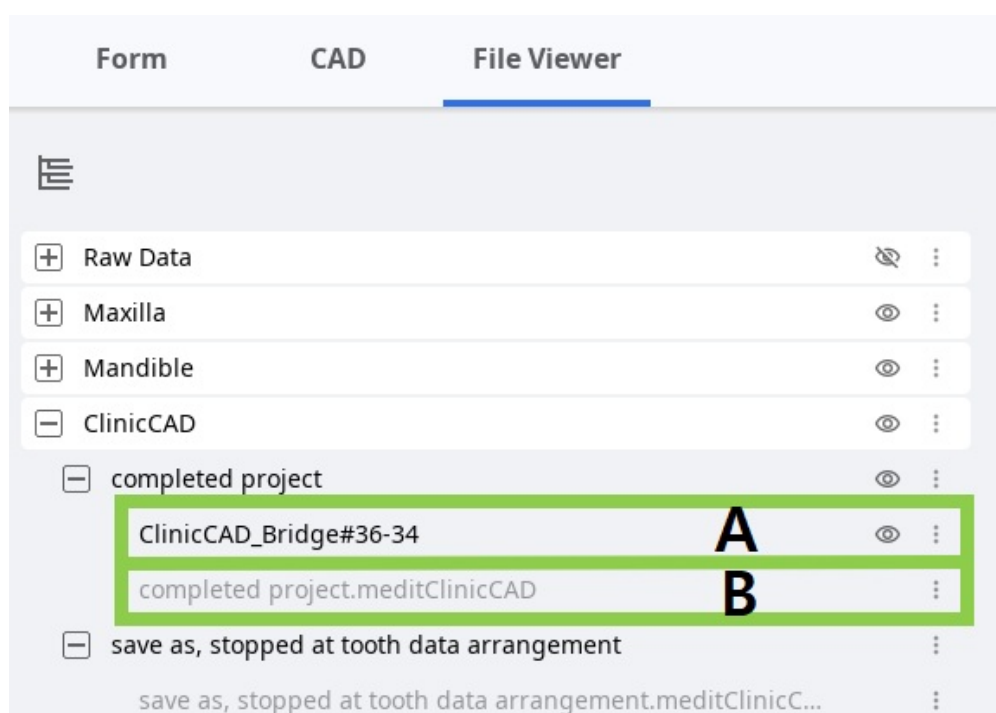 Form CAD File Viewer
Raw Data
Maxilla
Mandible
ClinicCAD
completed project
ClinicCAD_Bridge#36-34 A
completed project.meditClinicCAD B
save as, stopped at tooth data arrangement
save as, stopped at tooth data arrangement.meditClinicC...